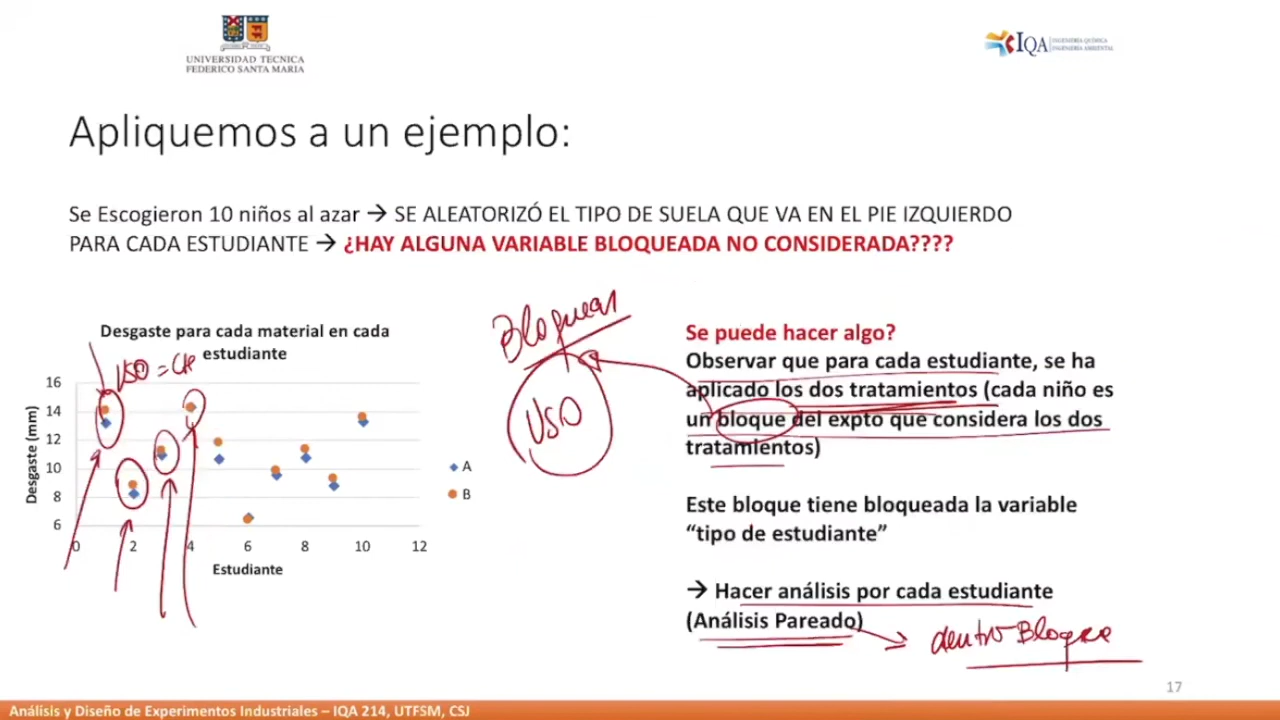 UNIVERSIDAD TECNICA
FEDERICO SANTA MARIA
IQA
INGENIERÍA QUÍMICA
INGENIERÍA AMBIENTAL
Apliquemos a un ejemplo:
Se Escogieron 10 niños al azar → SE ALEATORIZÓ EL TIPO DE SUELA QUE VA EN EL PIE IZQUIERDO
PARA CADA ESTUDIANTE → ¿HAY ALGUNA VARIABLE BLOQUEADA NO CONSIDERADA????
Desgaste para cada material en cada
estudiante
USO = 
16
14
12
10
8
6
0 2 4 6 8 10 12
Desgaste (mm)
Estudiante
A
B
Bloquear
USO
Se puede hacer algo?
Observar que para cada estudiante, se ha
aplicado los dos tratamientos (cada niño es
un bloque del expto que considera los dos
tratamientos)
Este bloque tiene bloqueada la variable
“tipo de estudiante”
→ Hacer análisis por cada estudiante
(Análisis Pareado)
dentro Bloque
17
Análisis y Diseño de Experimentos Industriales – IQA 214, UTFSM, CSJ